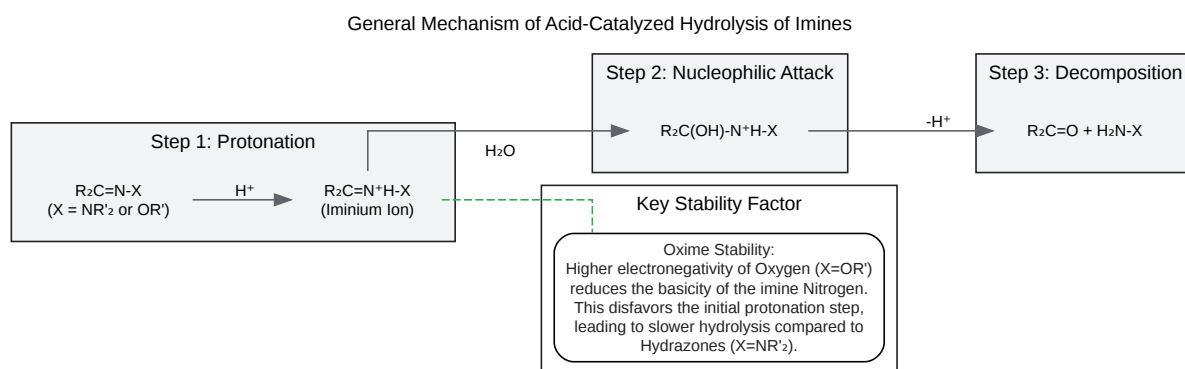 General Mechanism of Acid-Catalyzed Hydrolysis of Imines
Step 1: Protonation
R₂C=N-X
(X = NR'₂ or OR')
H⁺
R₂C=N⁺H-X
(Iminium Ion)
H₂O
Step 2: Nucleophilic Attack
R₂C(OH)-N⁺H-X
-H⁺
Step 3: Decomposition
R₂C=O + H₂N-X
Key Stability Factor
Oxime Stability:
Higher electronegativity of Oxygen (X=OR')
reduces the basicity of the imine Nitrogen.
This disfavors the initial protonation step,
leading to slower hydrolysis compared to
Hydrazones (X=NR'₂).